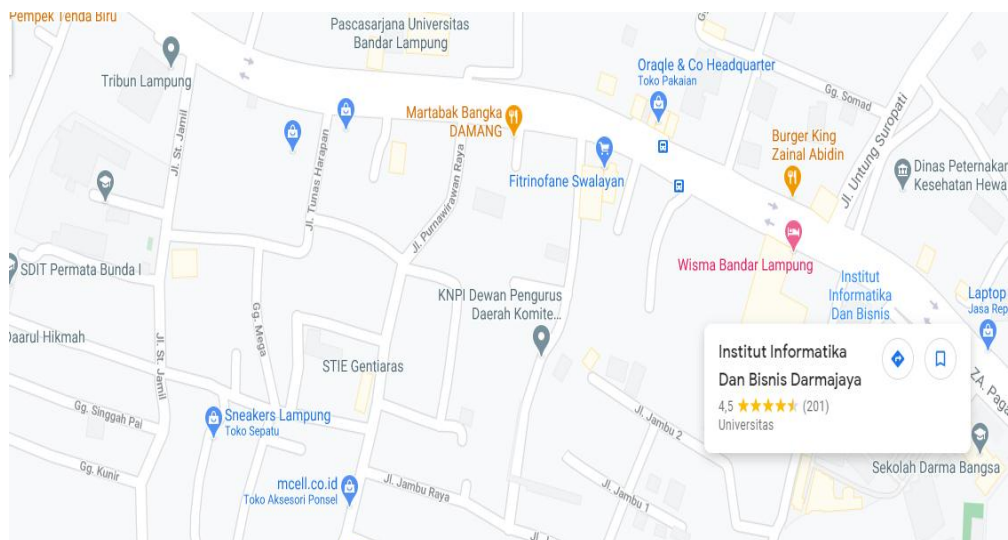 Pempek Tenda Biru
Pascasarjana Universitas
Bandar Lampung
Tribun Lampung
Oraqle & Co Headquarter
Toko Pakaian
Gg. Somad
Martabak Bangka
DAMANG
Burger King
Zainal Abidin
Jl. Untung Suropati
Jl. St. Jamil
Jl. Tunas Harapan
Jl. Purnawirawan Raya
Fitrinofane Swalayan
Dinas Peternakan
Kesehatan Hewa
SDIT Permata Bunda I
Wisma Bandar Lampung
Institut
Informatika
Dan Bisnis
KNPI Dewan Pengurus
Daerah Komite...
Gg. Mega
Laptop
Jasa Rep
Daarul Hikmah
Jl. St. Jamil
STIE Gentiaras
Institut Informatika
Dan Bisnis Darmajaya
4,5
(201)
Universitas
ZA. Paga
Gg. Singgah Pai
Sneakers Lampung
Toko Sepatu
Jl. Jambu 2
Gg. Kunir
mcell.co.id
Toko Aksesori Ponsel
Jl. Jambu Raya
Jl. Jambu 1
Sekolah Darma Bangsa